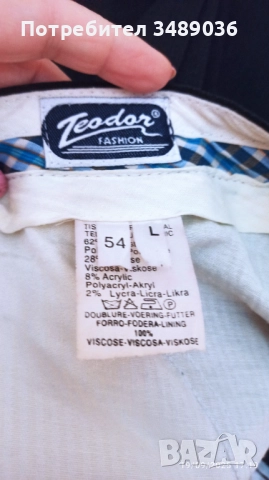 Потребител 3489036
Teodor®
FASHION
L
54
62%
28%
Viscosa-Viskose
8% Acrylic
Polyacryl-Akryl
2% Lycra-Licra-Likra
P
DOUBLURE-VOERING-FUTTER
FORRO-FODERA-LINING
100%
VISCOSE-VISCOSA-VISKOSE
BAZAR